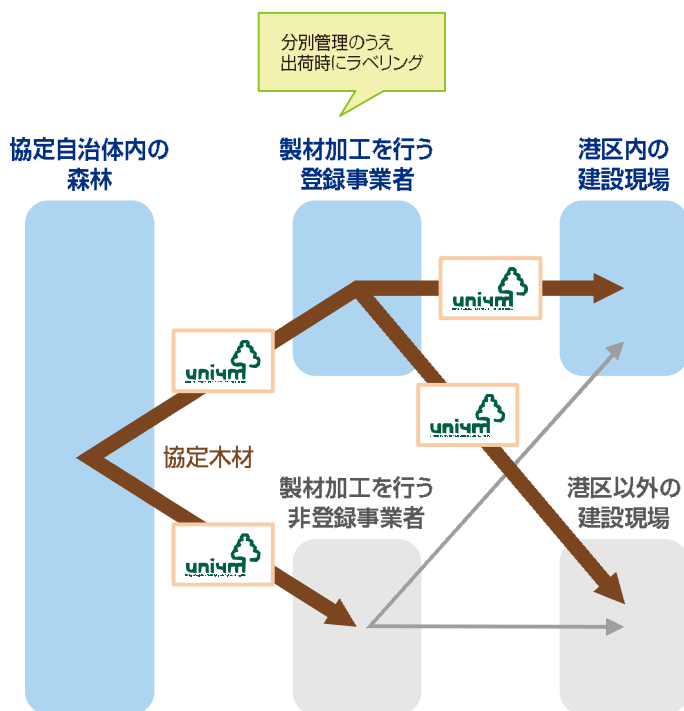 分別管理のうえ
出荷時にラベリング
協定自治体内の
森林
製材加工を行う
登録事業者
港区内の
建設現場
uni4m
uni4m
uni4m
協定木材
uni4m
製材加工を行う
非登録事業者
港区以外の
建設現場